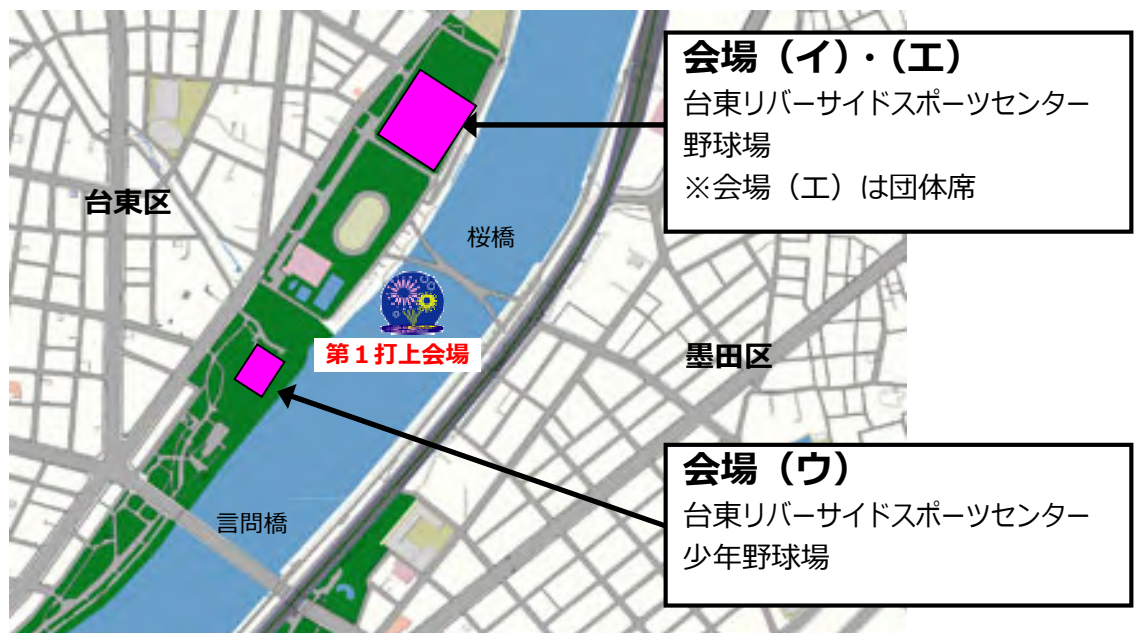 会場（イ）・（エ）
台東リバーサイドスポーツセンター
野球場
※会場（エ）は団体席
台東区
桜橋
第１打上会場
墨田区
会場（ウ）
台東リバーサイドスポーツセンター
少年野球場
言問橋